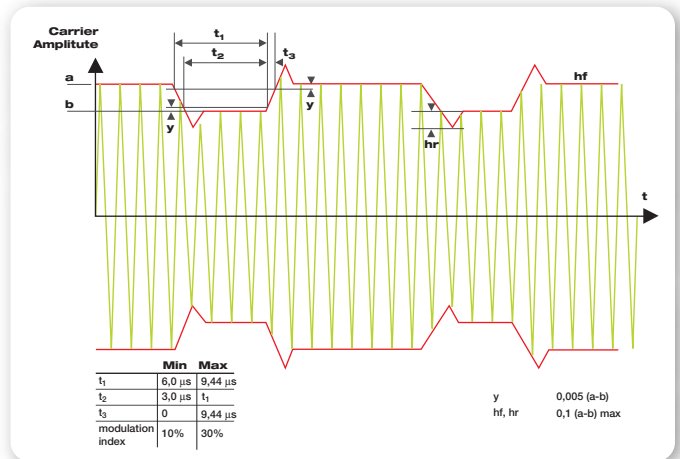 Carrier
Amplitute
t₁
t₂
t₃
a
hf
y
b
y
hr
t
Min Max
t₁ 6,0 µs 9,44 µs
t₂ 3,0 µs t₁
t₃ 0 9,44 µs
modulation
index 10% 30%
y 0,005 (a-b)
hf, hr 0,1 (a-b) max